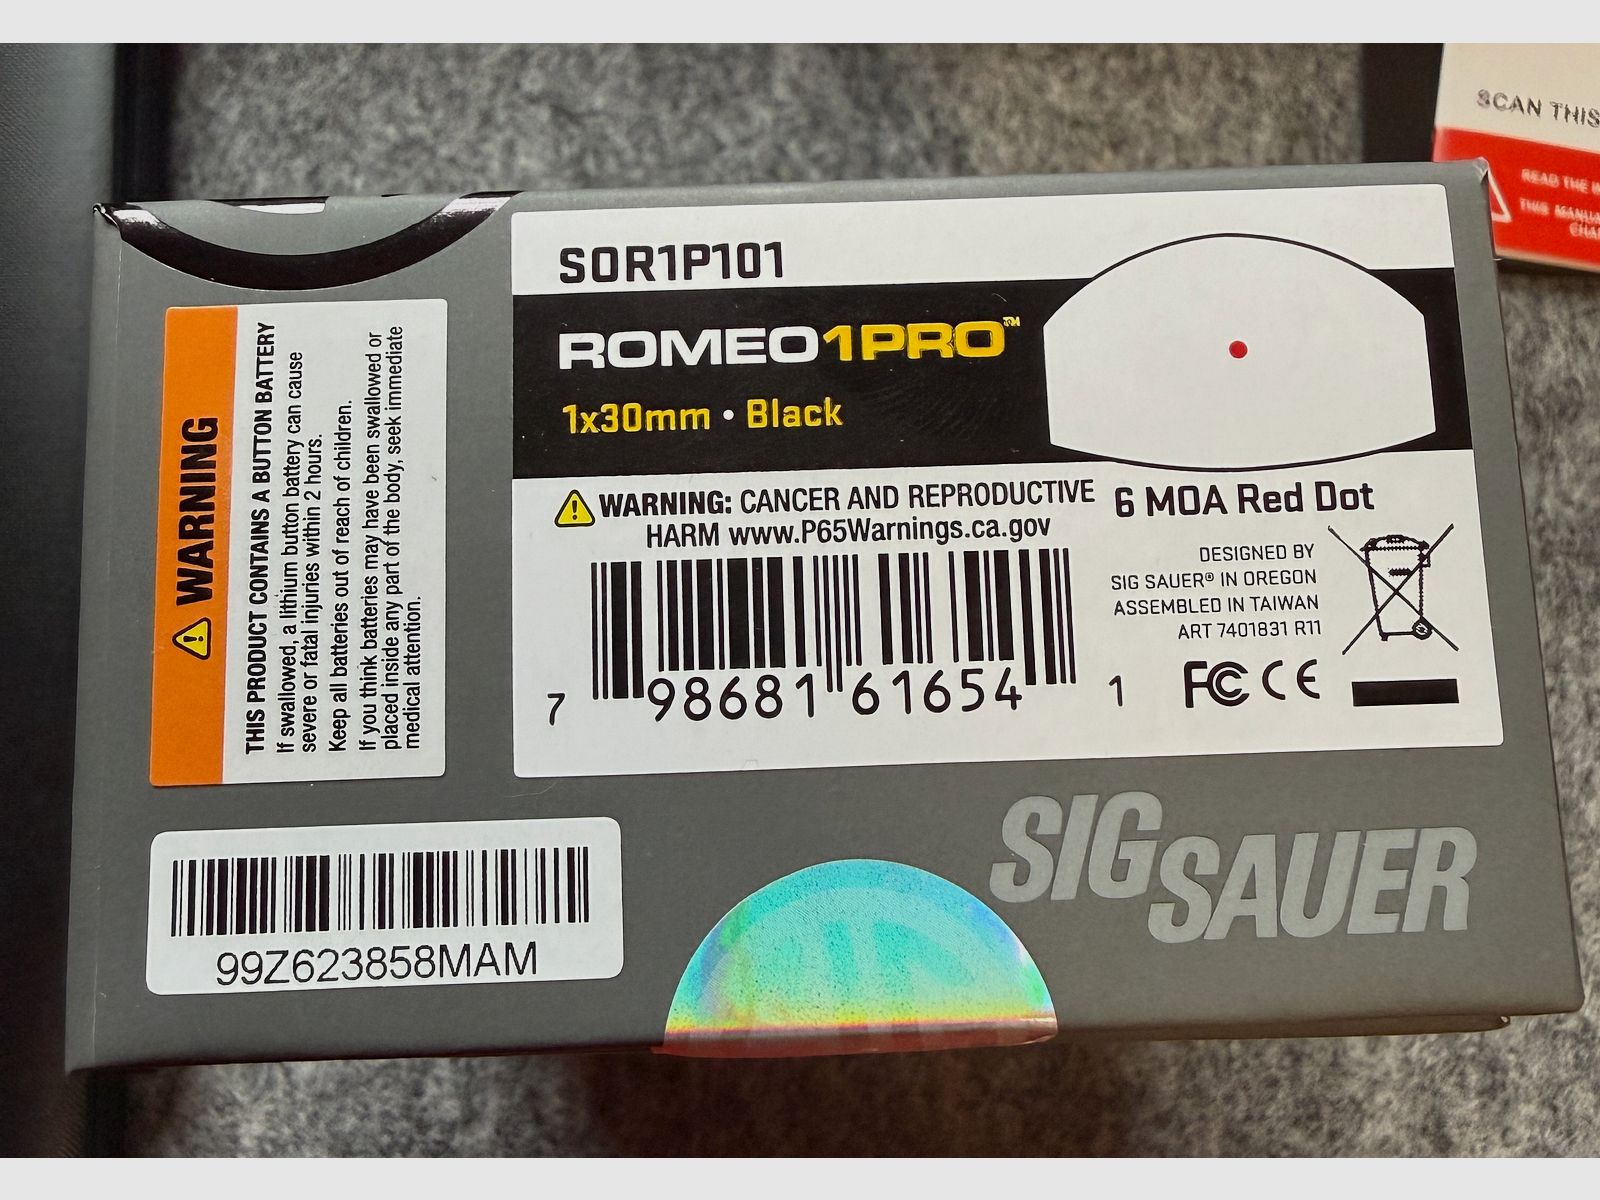 SCAN THIS
READ THE
THIS
SOR1P101
ROMEO1PRO™
1x30mm • Black
WARNING: CANCER AND REPRODUCTIVE
HARM www.P65Warnings.ca.gov
7 98681 61654 1
6 MOA Red Dot
DESIGNED BY
SIG SAUER® IN OREGON
ASSEMBLED IN TAIWAN
ART 7401831 R11
FC CE
WARNING
THIS PRODUCT CONTAINS A BUTTON BATTERY
If swallowed, a lithium button battery can cause
severe or fatal injuries within 2 hours.
Keep all batteries out of reach of children.
If you think batteries may have been swallowed or
placed inside any part of the body, seek immediate
medical attention.
99Z623858MAM
SIG SAUER